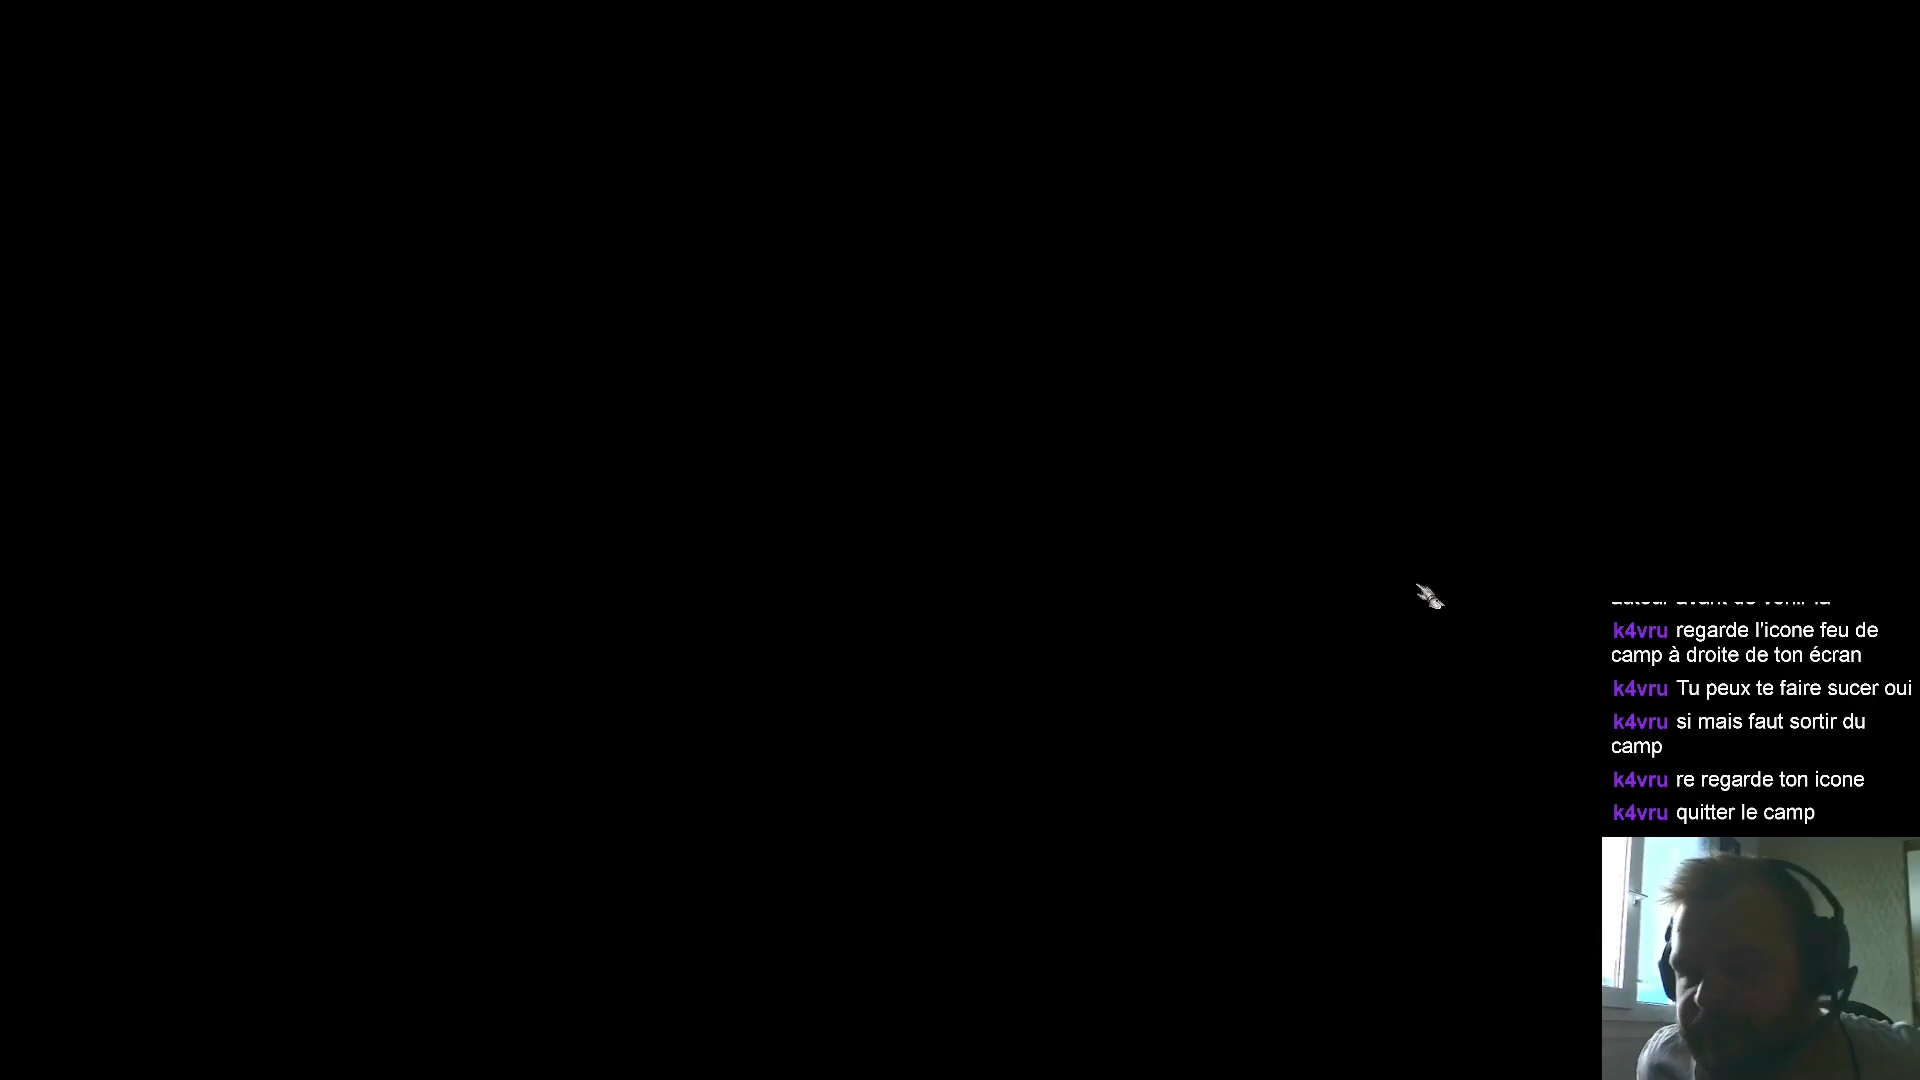 k4vru regarde l'icone feu de
camp à droite de ton écran
k4vru Tu peux te faire sucer oui
k4vru si mais faut sortir du
camp
k4vru re regarde ton icone
k4vru quitter le camp